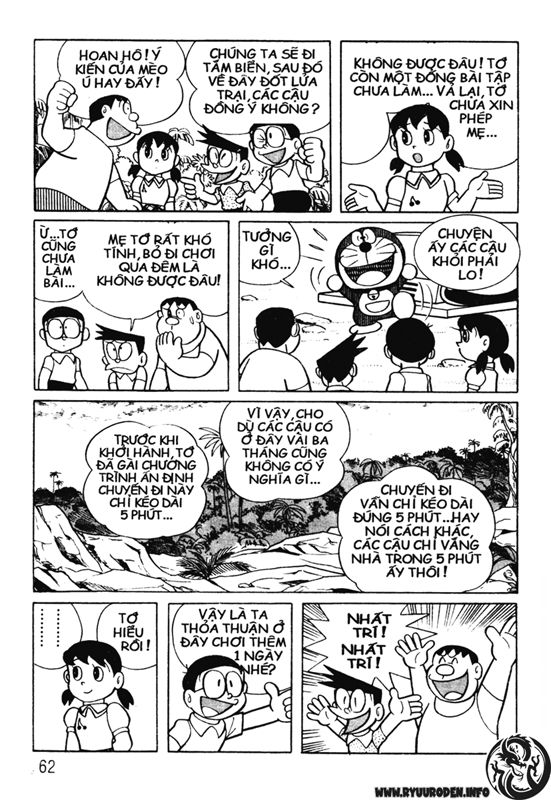 HOAN HÔ! Ý
KIẾN CỦA MÈO
Ú HAY ĐẤY!
CHÚNG TA SẼ ĐI
TẮM BIỂN, SAU ĐÓ
VỀ ĐÂY ĐỐT LỬA
TRẠI, CÁC CẬU
ĐỒNG Ý KHÔNG?
KHÔNG ĐƯỢC ĐÂU! TỚ
CÒN MỘT ĐỐNG BÀI TẬP
CHƯA LÀM... VẢ LẠI, TỚ
CHƯA XIN
PHÉP
MẸ...
Ừ...TỚ
CŨNG
CHƯA
LÀM
BÀI...
MẸ TỚ RẤT KHÓ
TÍNH, BỎ ĐI CHƠI
QUA ĐÊM LÀ
KHÔNG ĐƯỢC ĐÂU!
TƯỞNG
GÌ
KHÓ...
CHUYỆN
ẤY CÁC CẬU
KHỎI PHẢI
LO!
TRƯỚC KHI
KHỞI HÀNH, TỚ
ĐÃ GÀI CHƯƠNG
TRÌNH ẤN ĐỊNH
CHUYẾN ĐI NÀY
CHỈ KÉO DÀI
5 PHÚT...
VÌ VẬY, CHO
DÙ CÁC CẬU CÓ
Ở ĐÂY VÀI BA
THÁNG CŨNG
KHÔNG CÓ Ý
NGHĨA GÌ...
CHUYẾN ĐI
VẪN CHỈ KÉO DÀI
ĐÚNG 5 PHÚT...HAY
NÓI CÁCH KHÁC,
CÁC CẬU CHỈ VẮNG
NHÀ TRONG 5 PHÚT
ẤY THÔI!
TỚ
HIỂU
RỒI!
VẬY LÀ TA
THỎA THUẬN Ở
ĐÂY CHƠI THÊM
1 NGÀY
NHÉ?
NHẤT
TRÍ!
NHẤT
TRÍ!
62
WWW.RYUURODEN.INFO